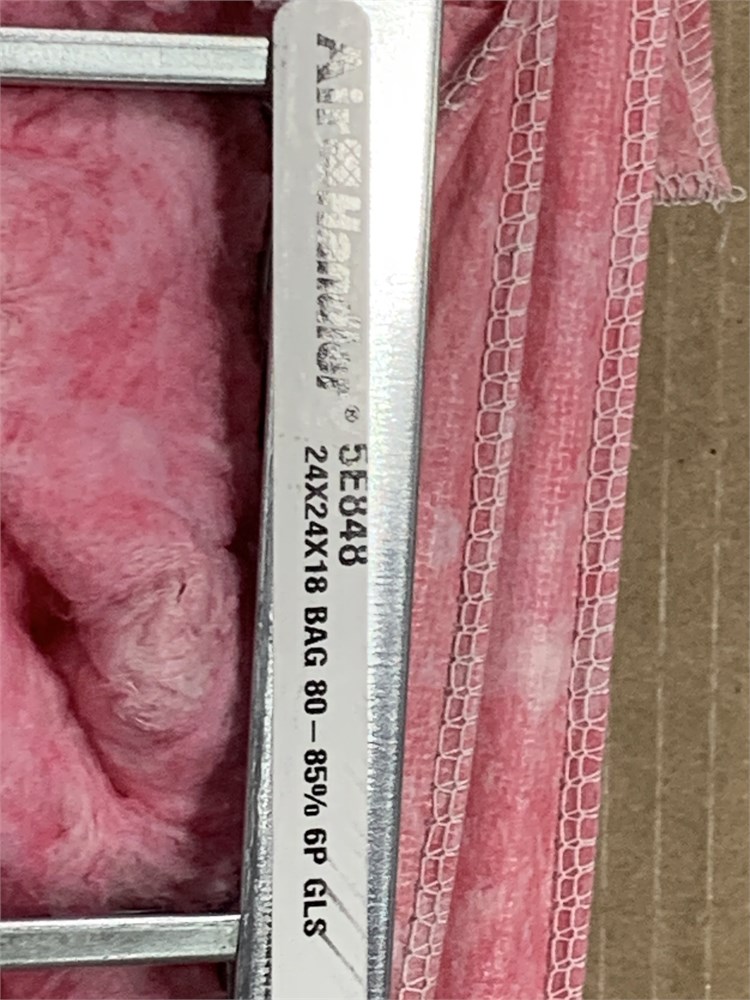 Air Handler®
5E848
24X24X18 BAG 80–85% 6P GLS